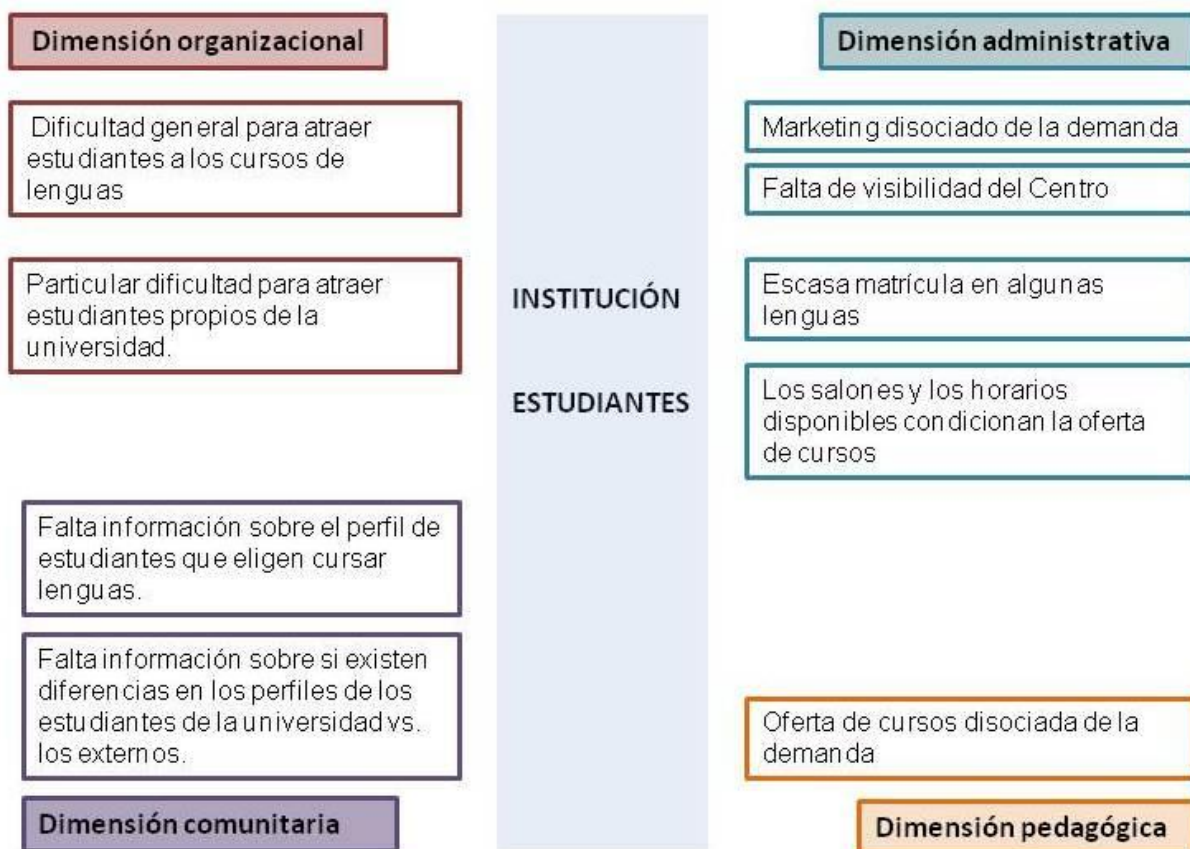 Dimensión organizacional
Dificultad general para atraer
estudiantes a los cursos de
lenguas
Particular dificultad para atraer
estudiantes propios de la
universidad.
Falta información sobre el perfil de
estudiantes que eligen cursar
lenguas.
Falta información sobre si existen
diferencias en los perfiles de los
estudiantes de la universidad vs.
los externos.
Dimensión comunitaria
INSTITUCIÓN
ESTUDIANTES
Dimensión administrativa
Marketing disociado de la demanda
Falta de visibilidad del Centro
Escasa matrícula en algunas
lenguas
Los salones y los horarios
disponibles condicionan la oferta
de cursos
Oferta de cursos disociada de la
demanda
Dimensión pedagógica